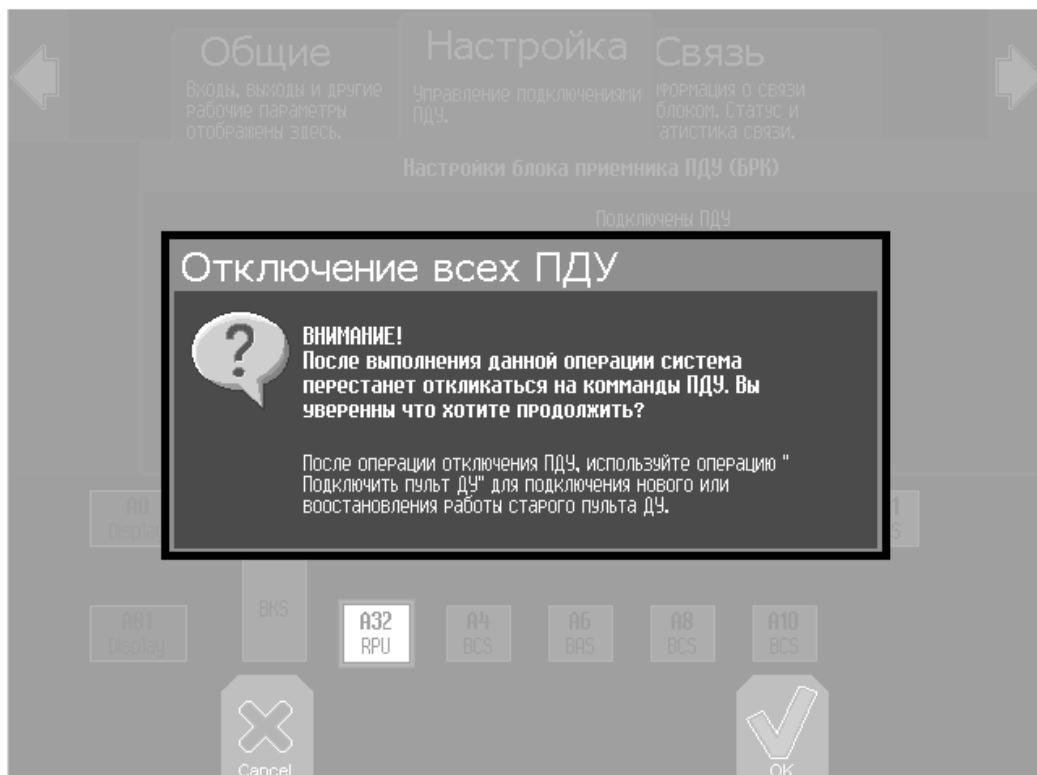 Общие
Настройка
Связь
Входы, выходы и другие
рабочие параметры
отображены здесь.
Управление подключениями
ПДУ.
формация о связи
блоком. Статус и
атистика связи.
Настройки блока приемника ПДУ (БРК)
Подключены ПДУ
Отключение всех ПДУ
ВНИМАНИЕ!
После выполнения данной операции система
перестанет откликаться на комманды ПДУ. Вы
уверенны что хотите продолжить?
После операции отключения ПДУ, используйте операцию "
Подключить пульт ДУ" для подключения нового или
воостановления работы старого пульта ДУ.
A0
Display
1
S
A81
Display
BKS
A32
RPU
A4
BCS
A6
BAS
A8
BCS
A10
BCS
Cancel
OK